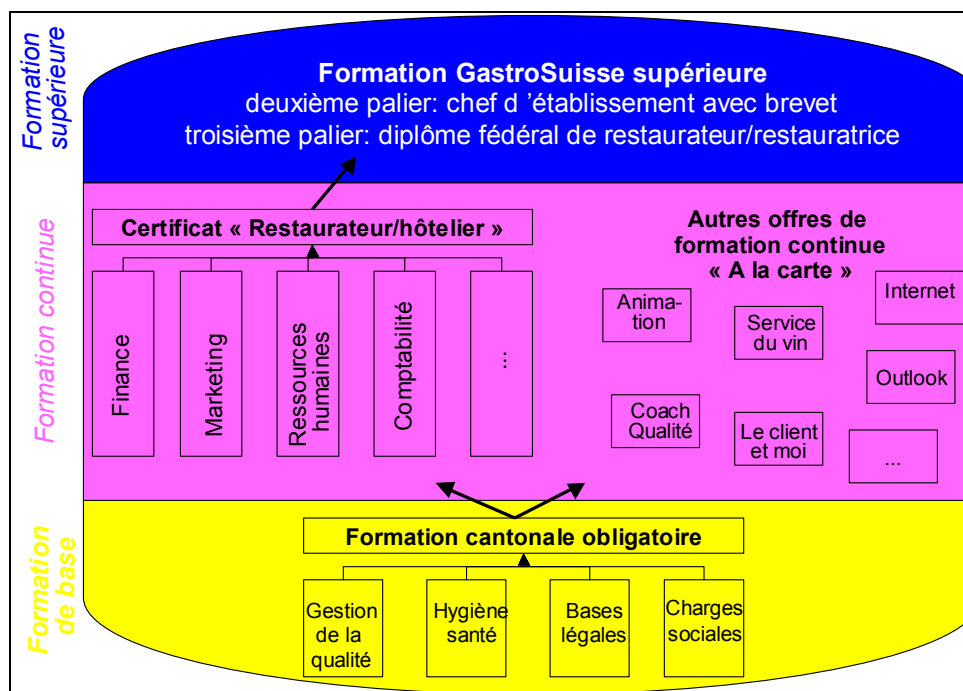 Formation
supérieure
Formation GastroSuisse supérieure
deuxième palier: chef d ’établissement avec brevet
troisième palier: diplôme fédéral de restaurateur/restauratrice
Formation continue
Certificat « Restaurateur/hôtelier »
Finance
Marketing
Ressources
humaines
Comptabilité
...
Autres offres de
formation continue
« A la carte »
Anima-
tion
Service
du vin
Internet
Outlook
Coach
Qualité
Le client
et moi
...
Formation
de base
Formation cantonale obligatoire
Gestion
de la
qualité
Hygiène
santé
Bases
légales
Charges
sociales